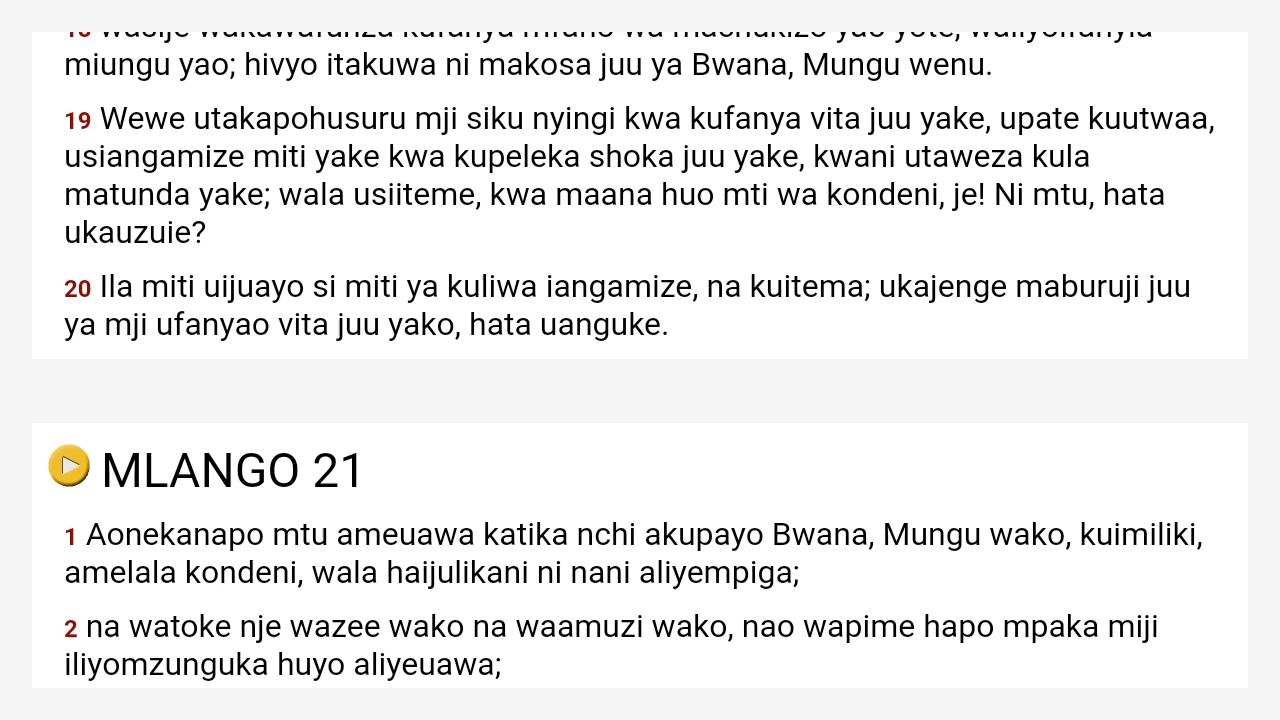 miungu yao; hivyo itakuwa ni makosa juu ya Bwana, Mungu wenu.
19 Wewe utakapohusuru mji siku nyingi kwa kufanya vita juu yake, upate kuutwaa,
usiangamize miti yake kwa kupeleka shoka juu yake, kwani utaweza kula
matunda yake; wala usiiteme, kwa maana huo mti wa kondeni, je! Ni mtu, hata
ukauzuie?
20 Ila miti uijuayo si miti ya kuliwa iangamize, na kuitema; ukajenge maburuji juu
ya mji ufanyao vita juu yako, hata uanguke.
MLANGO 21
1 Aonekanapo mtu ameuawa katika nchi akupayo Bwana, Mungu wako, kuimiliki,
amelala kondeni, wala haijulikani ni nani aliyempiga;
2 na watoke nje wazee wako na waamuzi wako, nao wapime hapo mpaka miji
iliyomzunguka huyo aliyeuawa;